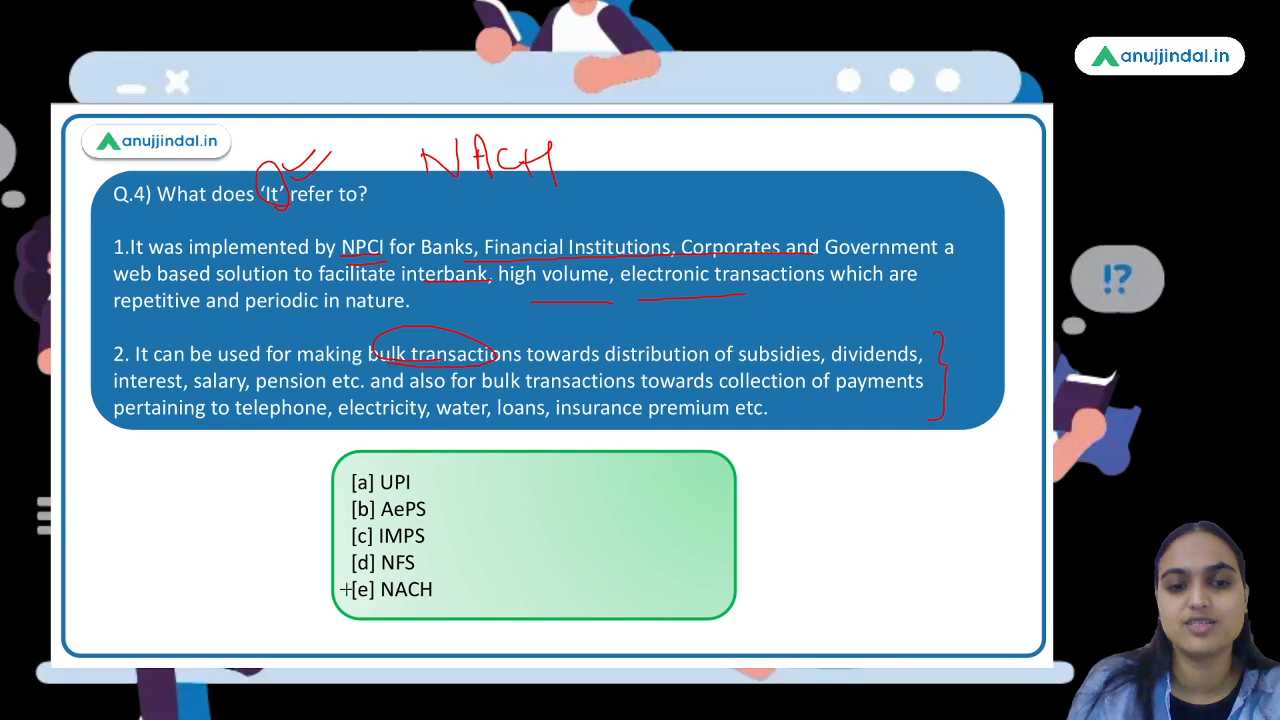 anujjindal.in
anujjindal.in
NACH
Q.4) What does ‘It’ refer to?
1.It was implemented by NPCI for Banks, Financial Institutions, Corporates and Government a
web based solution to facilitate interbank, high volume, electronic transactions which are
repetitive and periodic in nature.
2. It can be used for making bulk transactions towards distribution of subsidies, dividends,
interest, salary, pension etc. and also for bulk transactions towards collection of payments
pertaining to telephone, electricity, water, loans, insurance premium etc.
!?
[a] UPI
[b] AePS
[c] IMPS
[d] NFS
[e] NACH